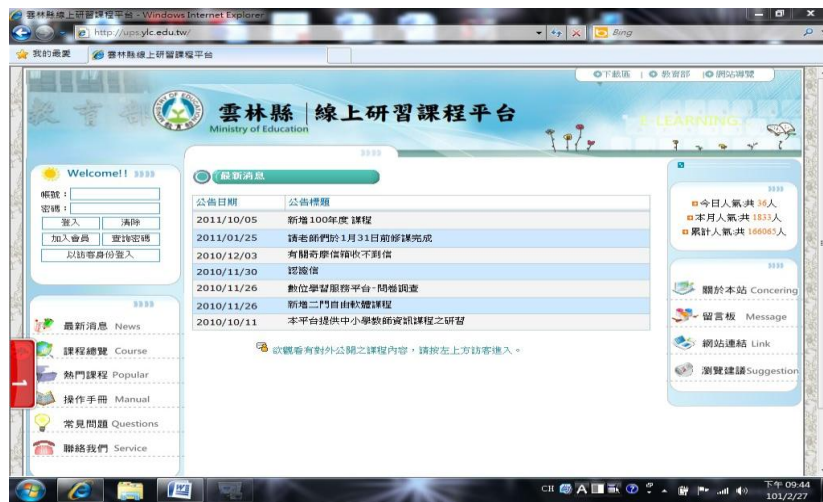 雲林縣線上研習課程平台 - Windows Internet Explorer
http://ups.ylc.edu.tw/
Bing
我的最愛
雲林縣線上研習課程平台
下載區 | 教育部 | 網站導覽
教育部
雲林縣 | 線上研習課程平台
Ministry of Education
E-LEARNING
Welcome!!
帳號：
密碼：
登入 清除
加入會員 查詢密碼
以訪客身份登入
最新消息 News
課程總覽 Course
熱門課程 Popular
操作手冊 Manual
常見問題 Questions
聯絡我們 Service
1
最新消息
公告日期 公告標題
2011/10/05 新增100年度 課程
2011/01/25 請老師們於1月31日前修課完成
2010/12/03 有關奇摩信箱收不到信
2010/11/30 認證信
2010/11/26 數位學習服務平台-問卷調查
2010/11/26 新增二門自由軟體課程
2010/10/11 本平台提供中小學教師資訊課程之研習
欲觀看有對外公開之課程內容，請按左上方訪客進入。
今日人氣:共 36人
本月人氣:共 1833人
累計人氣:共 166065人
關於本站 Concering
留言板 Message
網站連結 Link
瀏覽建議 Suggestion
CH
下午 09:44
101/2/27